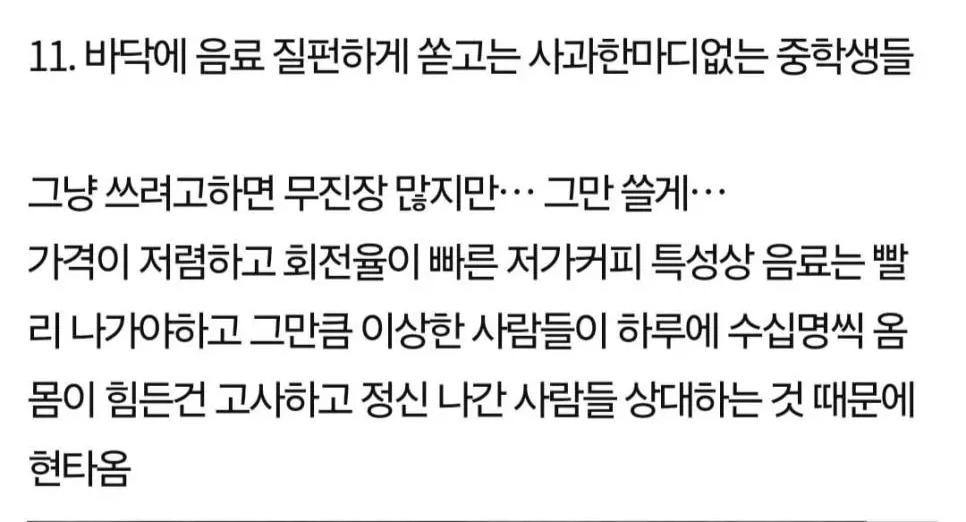 11. 바닥에 음료 질펀하게 쏟고는 사과한마디없는 중학생들
그냥 쓰려고하면 무진장 많지만… 그만 쓸게…
가격이 저렴하고 회전율이 빠른 저가커피 특성상 음료는 빨
리 나가야하고 그만큼 이상한 사람들이 하루에 수십명씩 옴
몸이 힘든건 고사하고 정신 나간 사람들 상대하는 것 때문에
현타옴